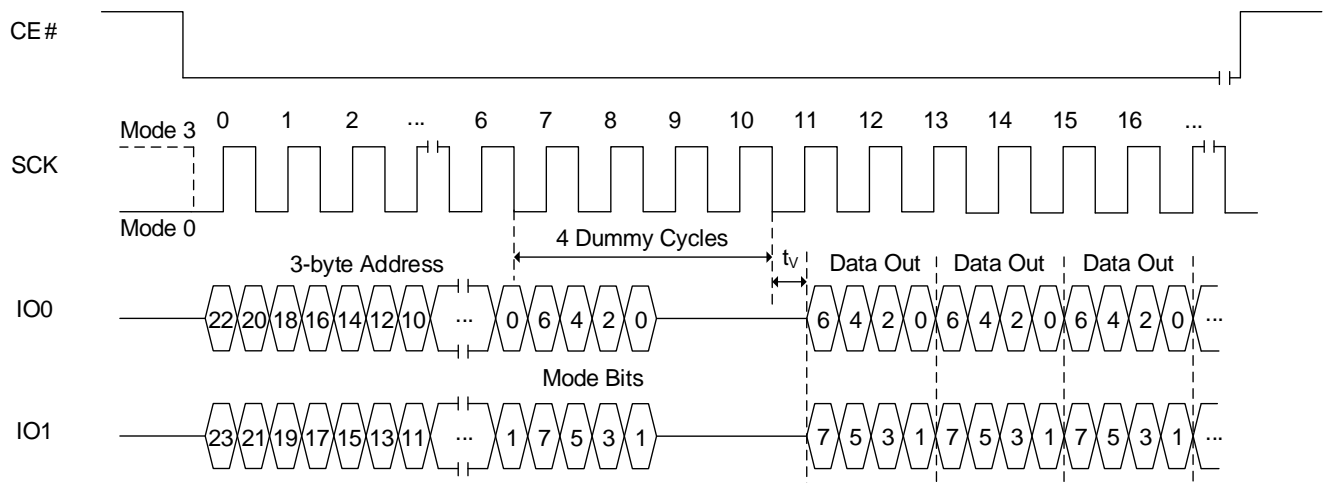 CE#
0 1 2 ... 6 7 8 9 10 11 12 13 14 15 16 ...
Mode 3
SCK
Mode 0
4 Dummy Cycles
3-byte Address
tV
Data Out Data Out Data Out
IO0
22 20 18 16 14 12 10 ... 0 6 4 2 0 6 4 2 0 6 4 2 0 6 4 2 0 ...
Mode Bits
IO1
23 21 19 17 15 13 11 ... 1 7 5 3 1 7 5 3 1 7 5 3 1 7 5 3 1 ...